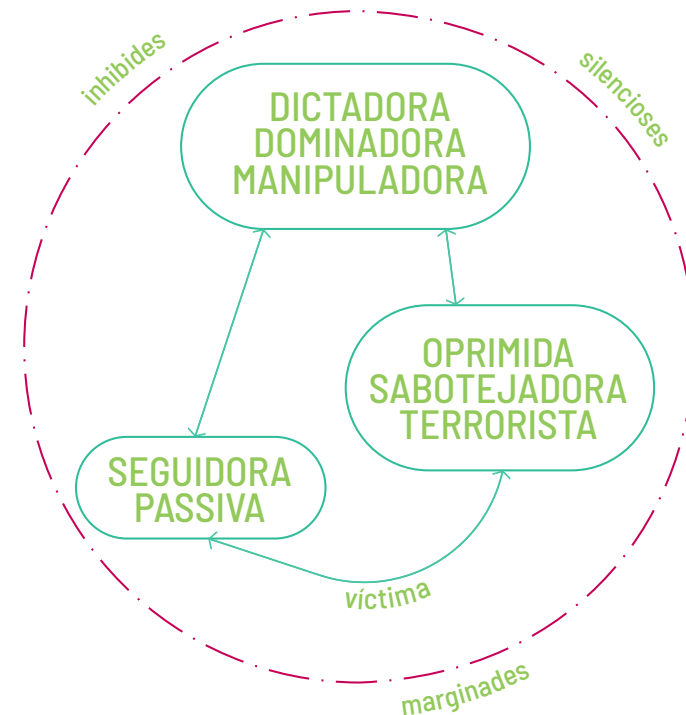 inhibides
silencioses
DICTADORA
DOMINADORA
MANIPULADORA
OPRIMIDA
SABOTEJADORA
TERRORISTA
SEGUIDORA
PASSIVA
víctima
marginades